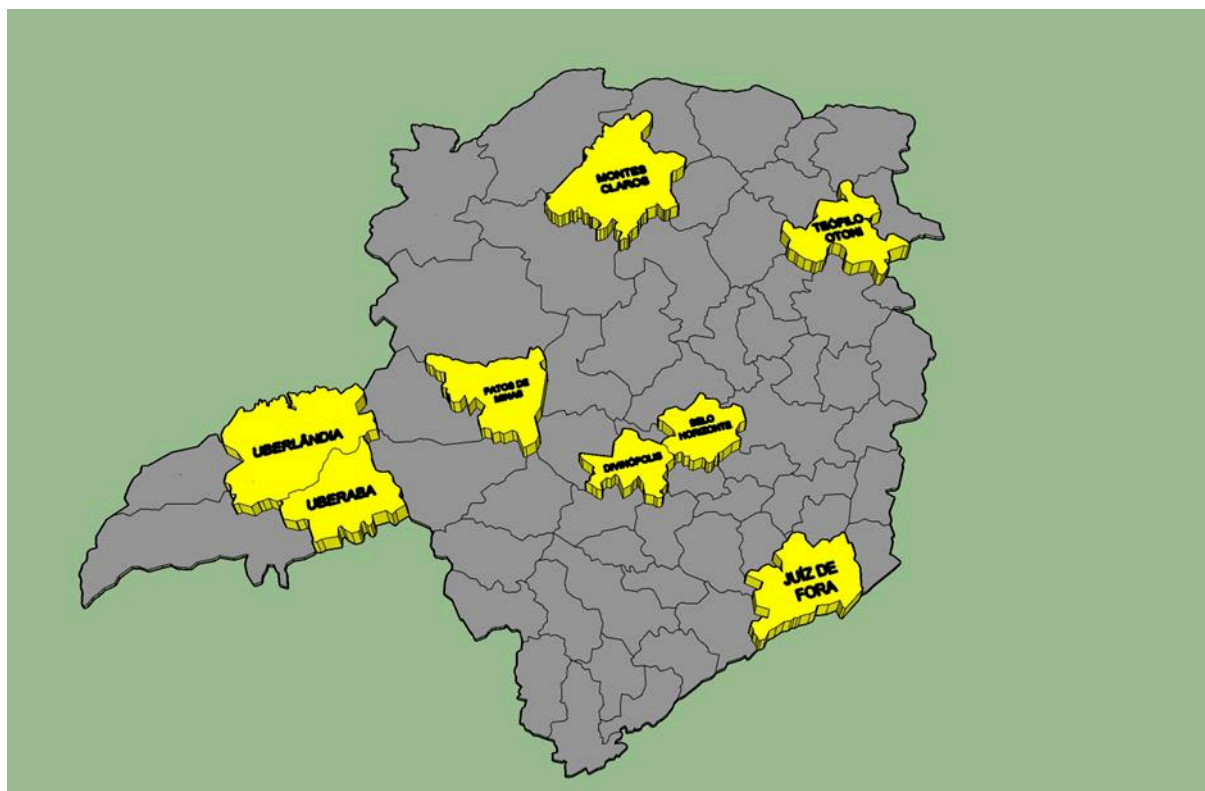 MONTES
CLAROS
TEÓFILO
OTONI
PATOS DE
MINAS
BELO
HORIZONTE
UBERLÂNDIA
DIVINÓPOLIS
UBERABA
JUÍZ DE
FORA